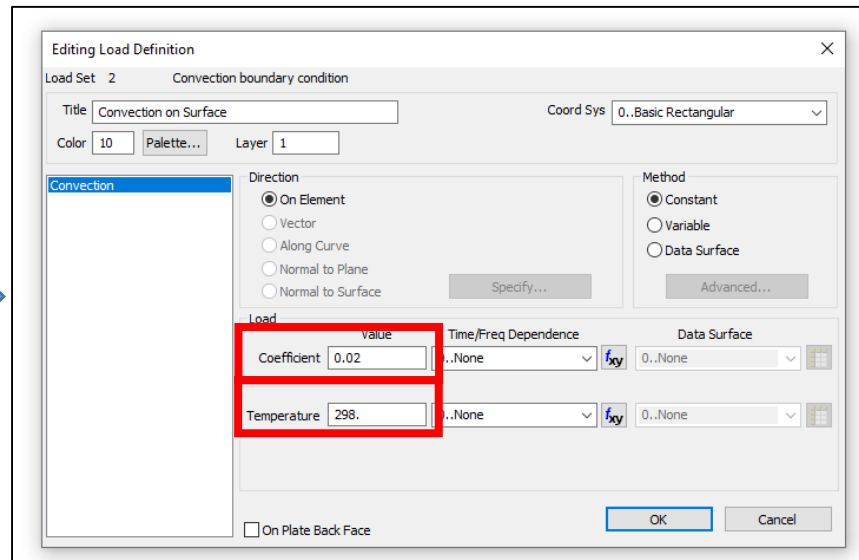 Editing Load Definition
Load Set 2 Convection boundary condition
Title Convection on Surface Coord Sys 0..Basic Rectangular
Color 10 Palette... Layer 1
Convection
Direction
On Element
Vector
Along Curve
Normal to Plane
Normal to Surface
Specify...
Method
Constant
Variable
Data Surface
Advanced...
Load
Value Time/Freq Dependence Data Surface
Coefficient 0.02 0..None fxy 0..None
Temperature 298. 0..None fxy 0..None
On Plate Back Face
OK Cancel